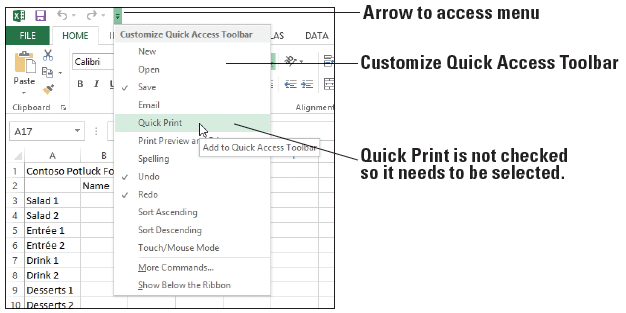 Arrow to access menu
FILE HOME Customize Quick Access Toolbar LAS DATA
New
Calibri Open Customize Quick Access Toolbar
Paste B I Save
Email
Clipboard Quick Print Alignment
A17 Print Preview an
Add to Quick Access Toolbar
Spelling
Quick Print is not checked
so it needs to be selected.
A B
1 Contoso Potluck Fo Undo
2 Name Redo
3 Salad 1 Sort Ascending
4 Salad 2 Sort Descending
5 Entrée 1 Touch/Mouse Mode
6 Entrée 2
7 Drink 1 More Commands...
8 Drink 2 Show Below the Ribbon
9 Desserts 1
10 Desserts 2